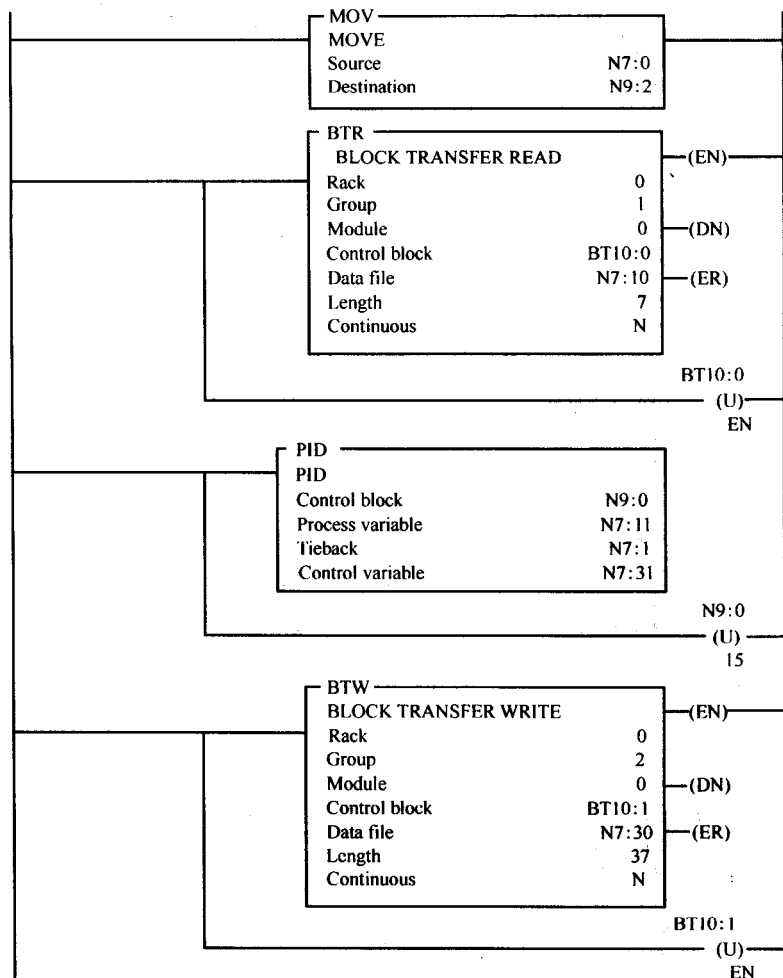 MOV
MOVE
Source N7:0
Destination N9:2
BTR
BLOCK TRANSFER READ (EN)
Rack 0
Group 1
Module 0 (DN)
Control block BT10:0
Data file N7:10 (ER)
Length 7
Continuous N
BT10:0
(U)
EN
PID
PID
Control block N9:0
Process variable N7:11
Tieback N7:1
Control variable N7:31
N9:0
(U)
15
BTW
BLOCK TRANSFER WRITE (EN)
Rack 0
Group 2
Module 0 (DN)
Control block BT10:1
Data file N7:30 (ER)
Length 37
Continuous N
BT10:1
(U)
EN